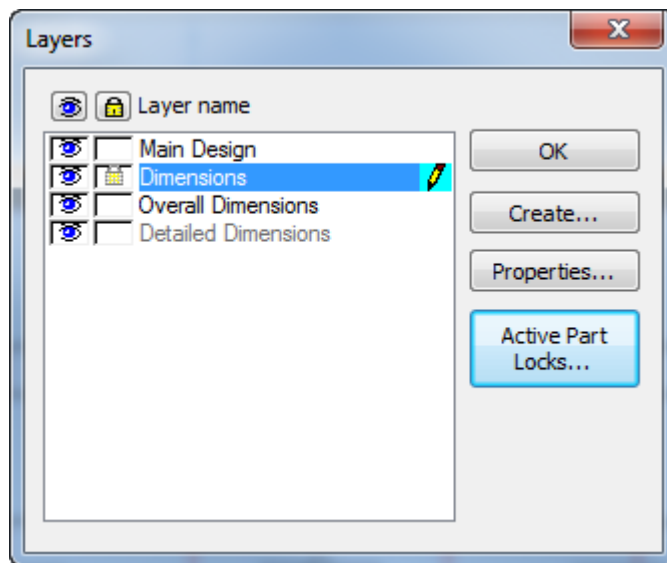 Layers
Layer name
Main Design
Dimensions
Overall Dimensions
Detailed Dimensions
OK
Create...
Properties...
Active Part
Locks...